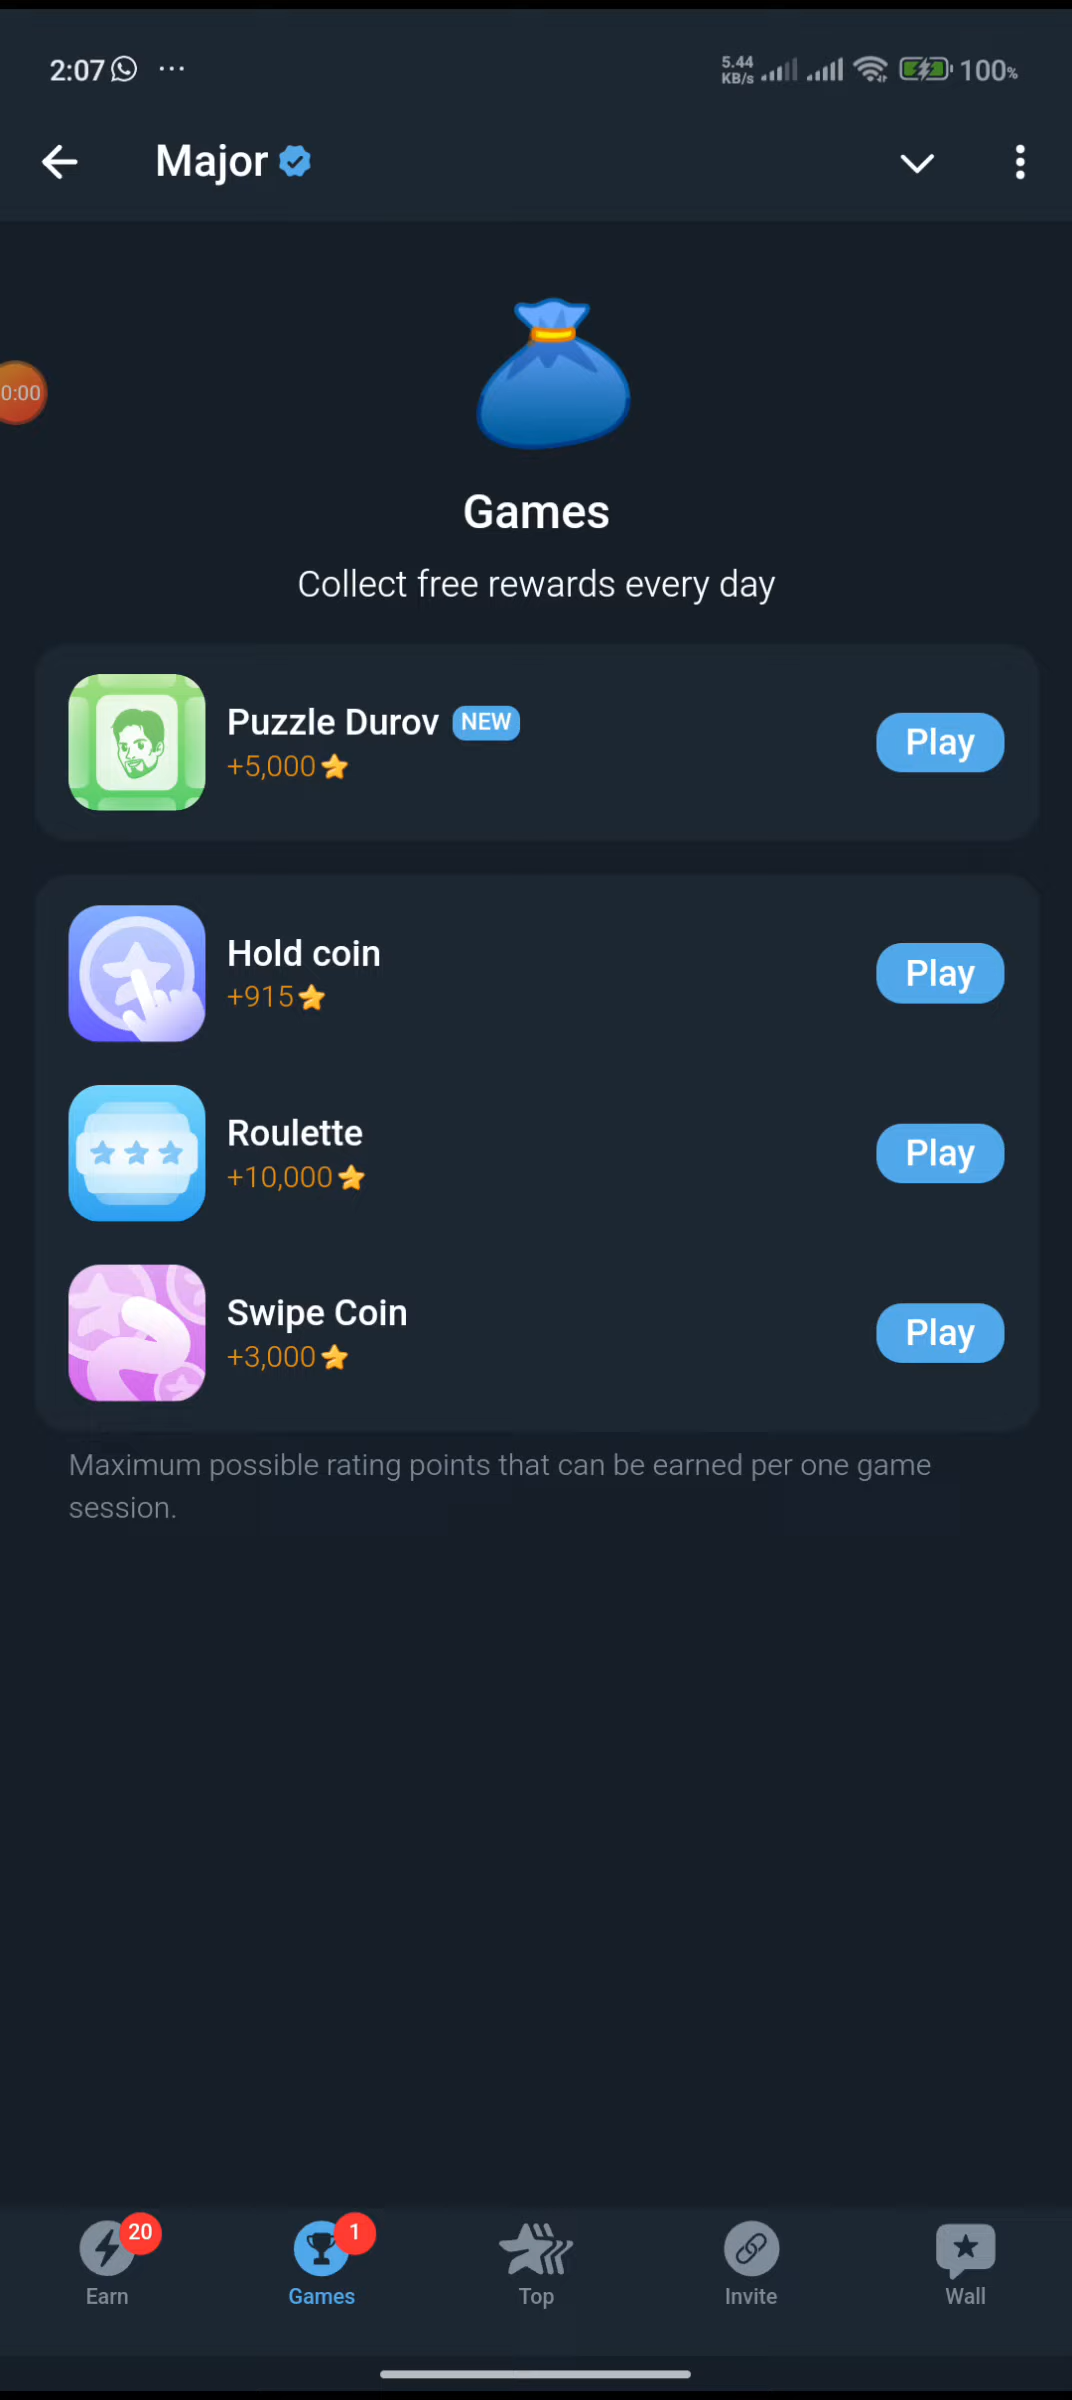 2:07 ...
5.44
KB/s
100%
Major
0:00
Games
Collect free rewards every day
Puzzle Durov NEW
+5,000
Play
Hold coin
+915
Play
Roulette
+10,000
Play
Swipe Coin
+3,000
Play
Maximum possible rating points that can be earned per one game
session.
20
1
Earn
Games
Top
Invite
Wall